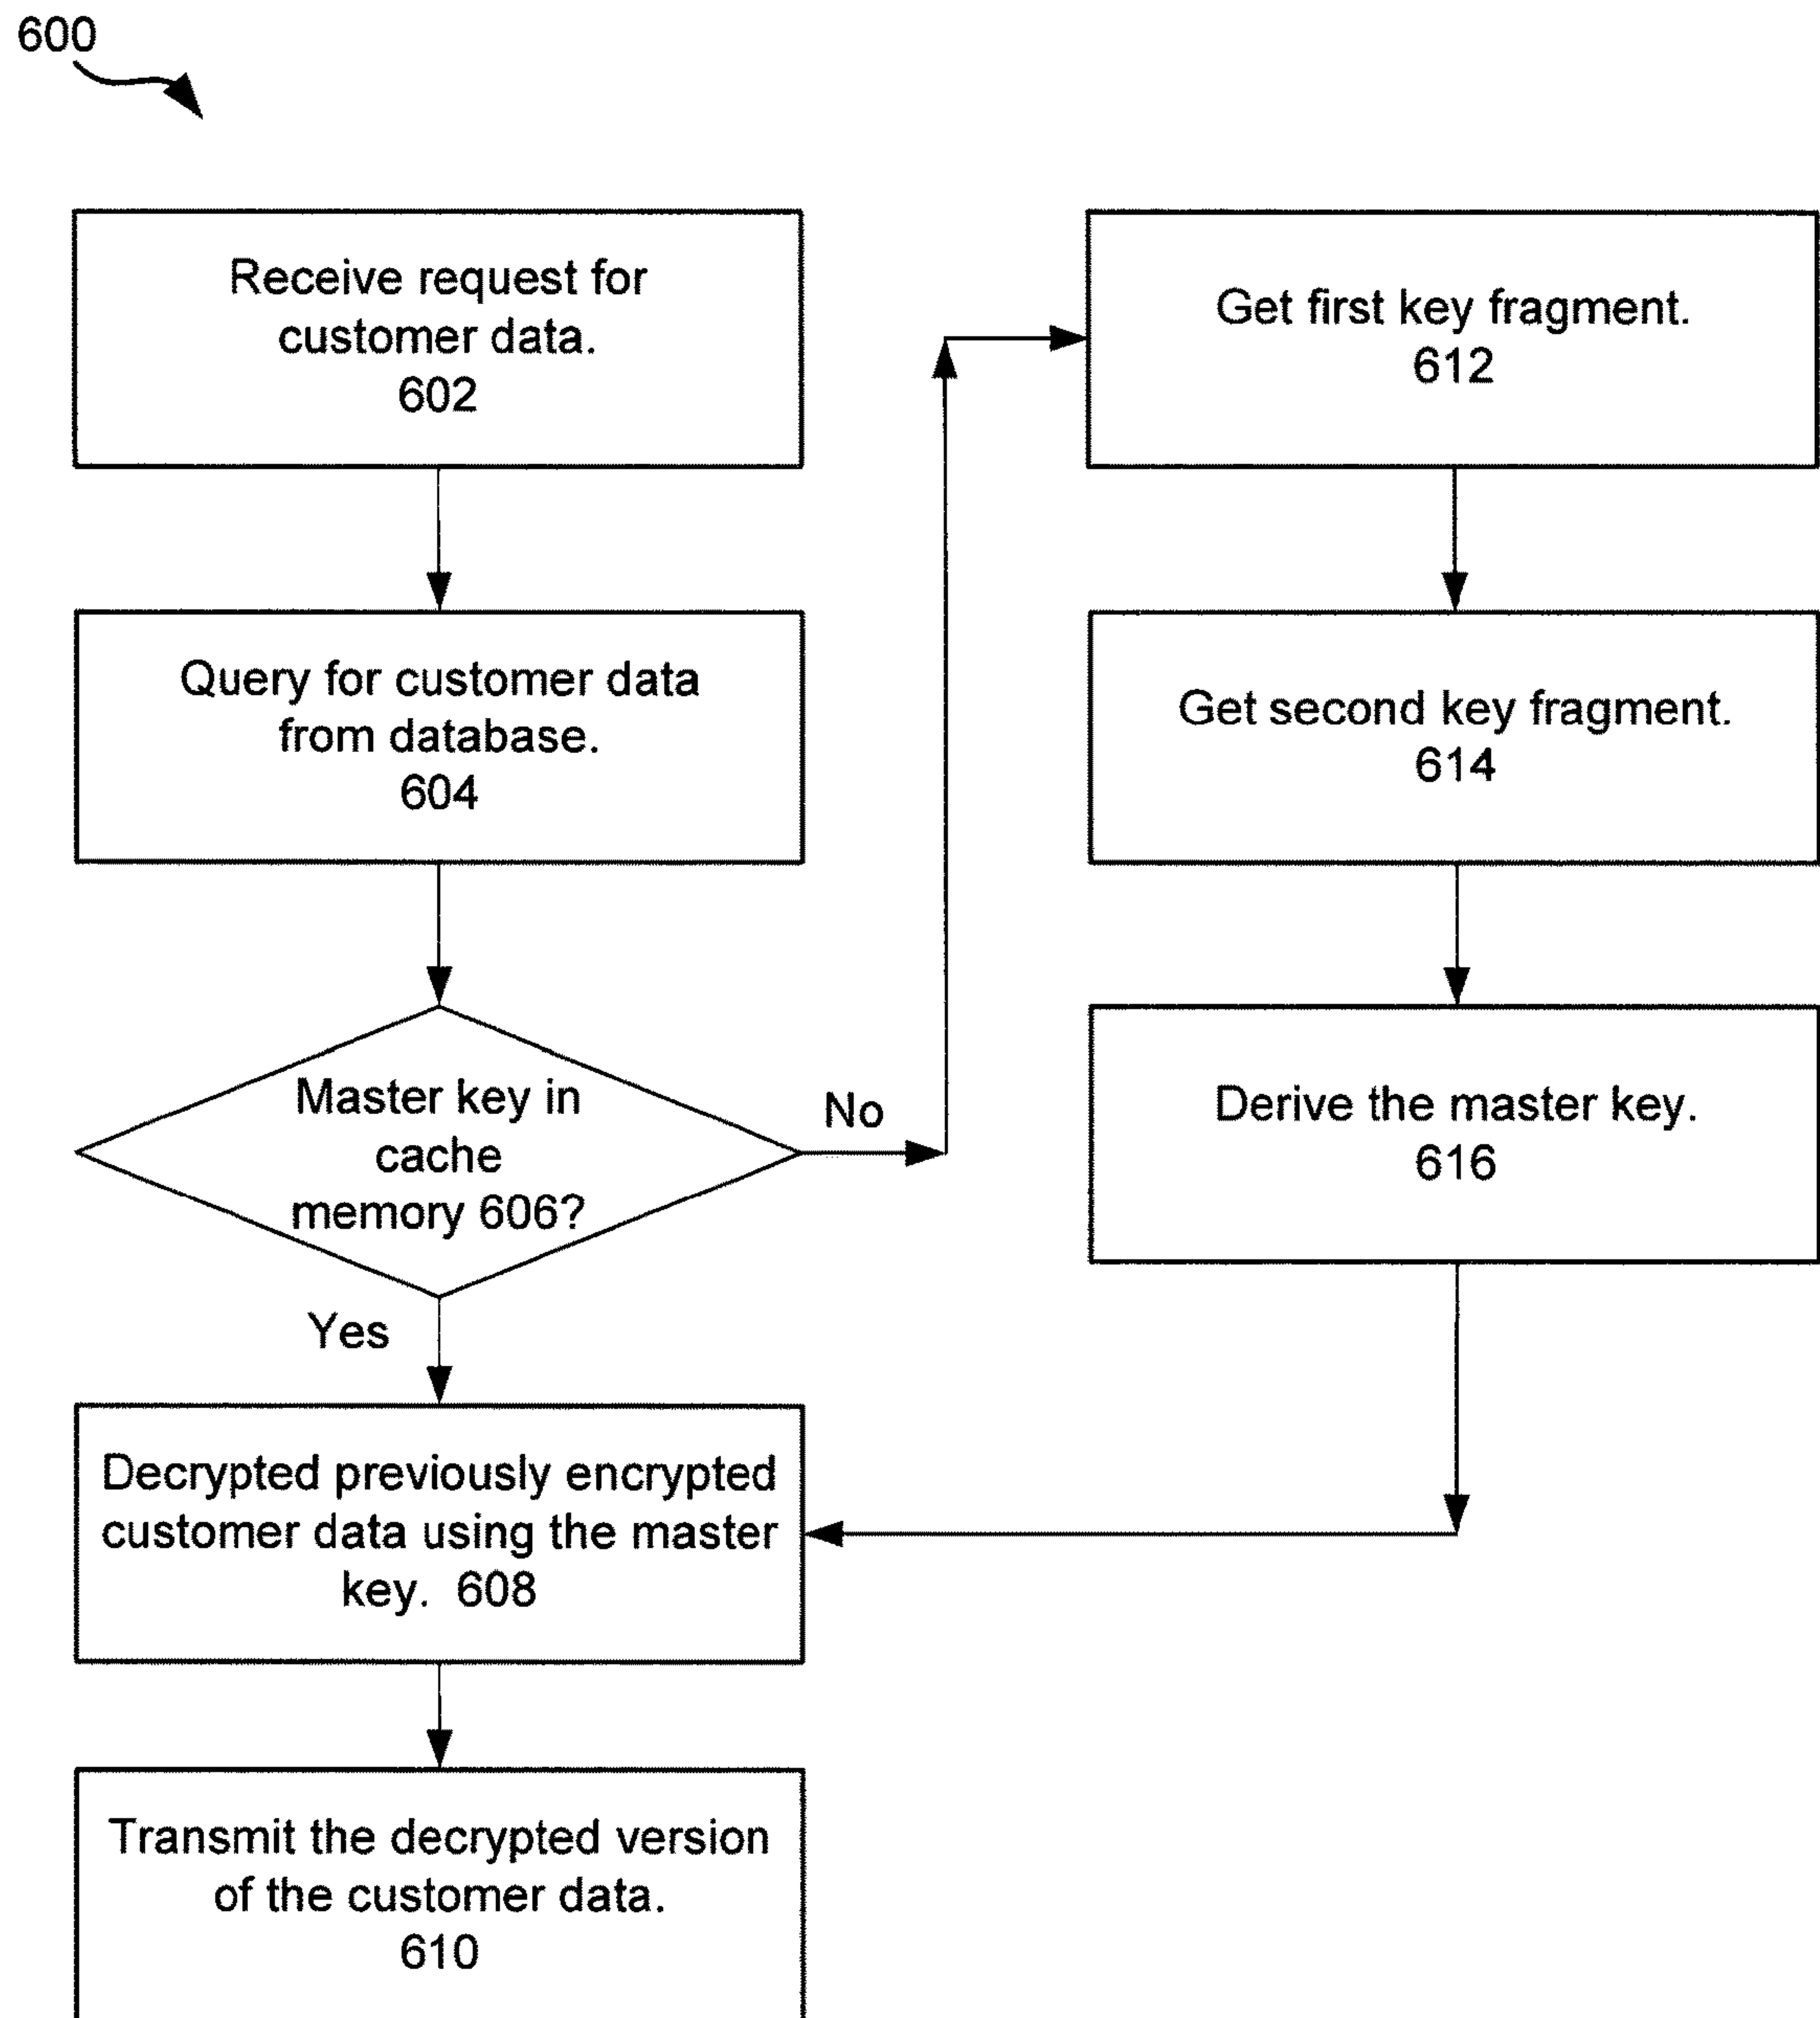 600
Receive request for
customer data.
602
Query for customer data
from database.
604
Master key in
cache
memory 606?
No
Yes
Decrypted previously encrypted
customer data using the master
key. 608
Transmit the decrypted version
of the customer data.
610
Get first key fragment.
612
Get second key fragment.
614
Derive the master key.
616